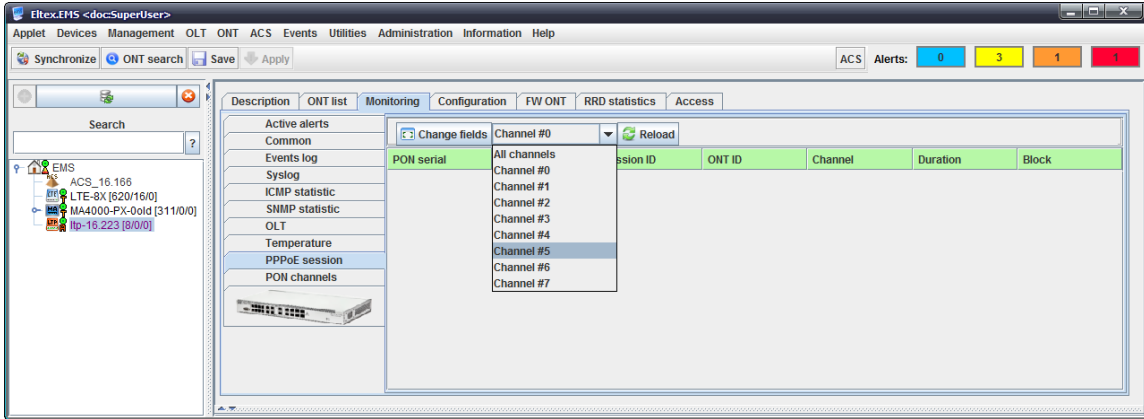 Eltex.EMS <doc:SuperUser>
Applet Devices Management OLT ONT ACS Events Utilities Administration Information Help
Synchronize ONT search Save Apply ACS Alerts: 0 3 1 1
Description ONT list Monitoring Configuration FW ONT RRD statistics Access
Search
?
EMS
ACS_16.166
LTE-8X [620/16/0]
MA4000-PX-0old [311/0/0]
ltp-16.223 [8/0/0]
Active alerts
Common
Events log
Syslog
ICMP statistic
SNMP statistic
OLT
Temperature
PPPoE session
PON channels
Change fields Channel #0 Reload
PON serial ssion ID ONT ID Channel Duration Block
All channels
Channel #0
Channel #1
Channel #2
Channel #3
Channel #4
Channel #5
Channel #6
Channel #7